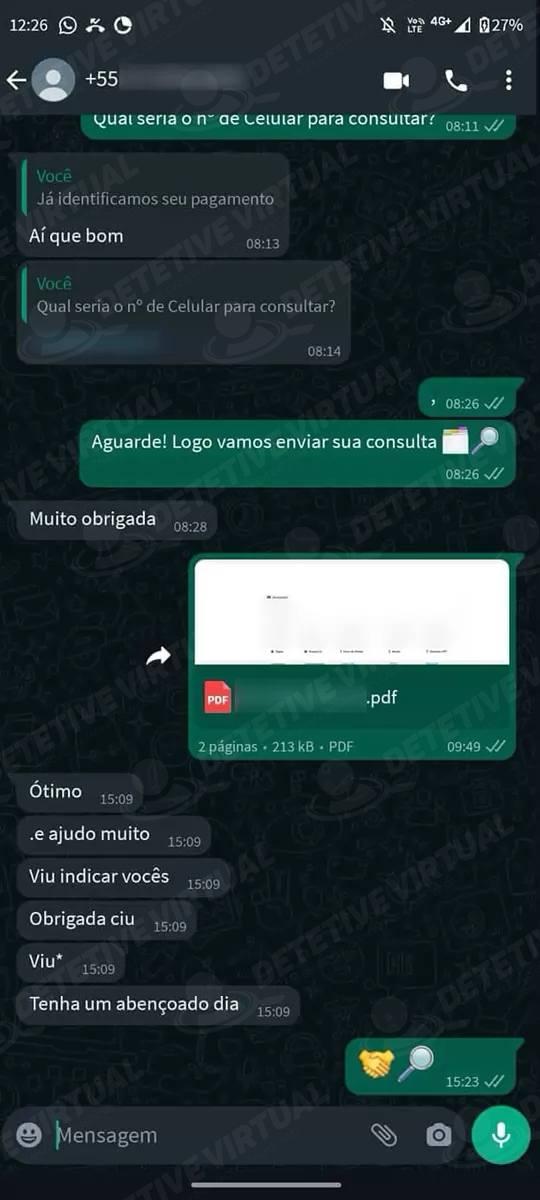 12:26
Vo))
LTE
4G+
27%
+55
Qual seria o nº de Celular para consultar? 08:11
Você
Já identificamos seu pagamento
Aí que bom 08:13
Você
Qual seria o nº de Celular para consultar?
08:14
, 08:26
Aguarde! Logo vamos enviar sua consulta
08:26
Muito obrigada 08:28
PDF
.pdf
2 páginas • 213 kB • PDF 09:49
Ótimo 15:09
.e ajudo muito 15:09
Viu indicar vocês 15:09
Obrigada ciu 15:09
Viu* 15:09
Tenha um abençoado dia 15:09
15:23
Mensagem
DETETIVE VIRTUAL